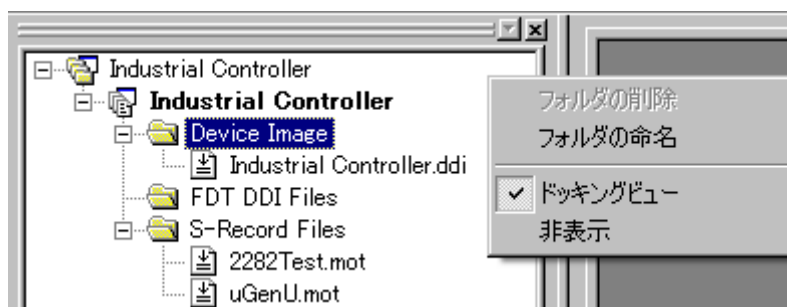 Industrial Controller
Industrial Controller
Device Image
Industrial Controller.ddi
FDT DDI Files
S-Record Files
2282Test.mot
uGenU.mot
フォルダの削除
フォルダの命名
ドッキングビュー
非表示